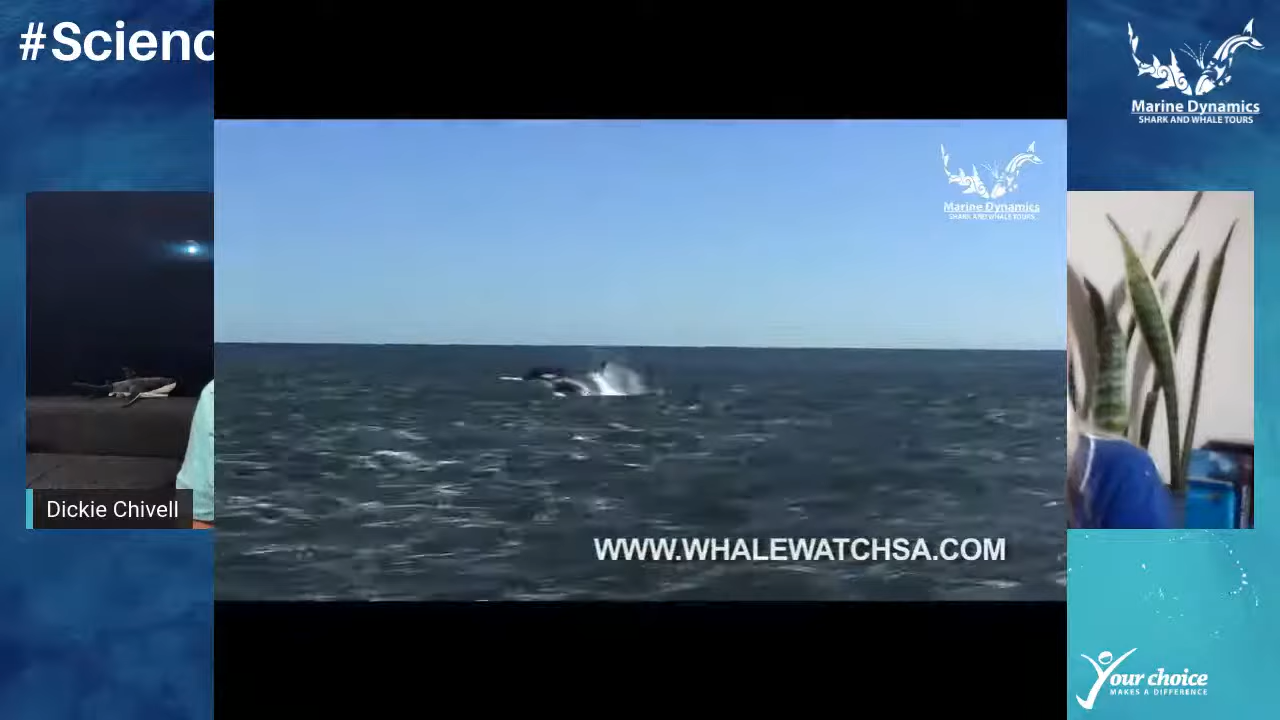 #Scienc
Marine Dynamics
SHARK AND WHALE TOURS
Marine Dynamics
SHARK AND WHALE TOURS
Dickie Chivell
WWW.WHALEWATCHSA.COM
Your choice
MAKES A DIFFERENCE